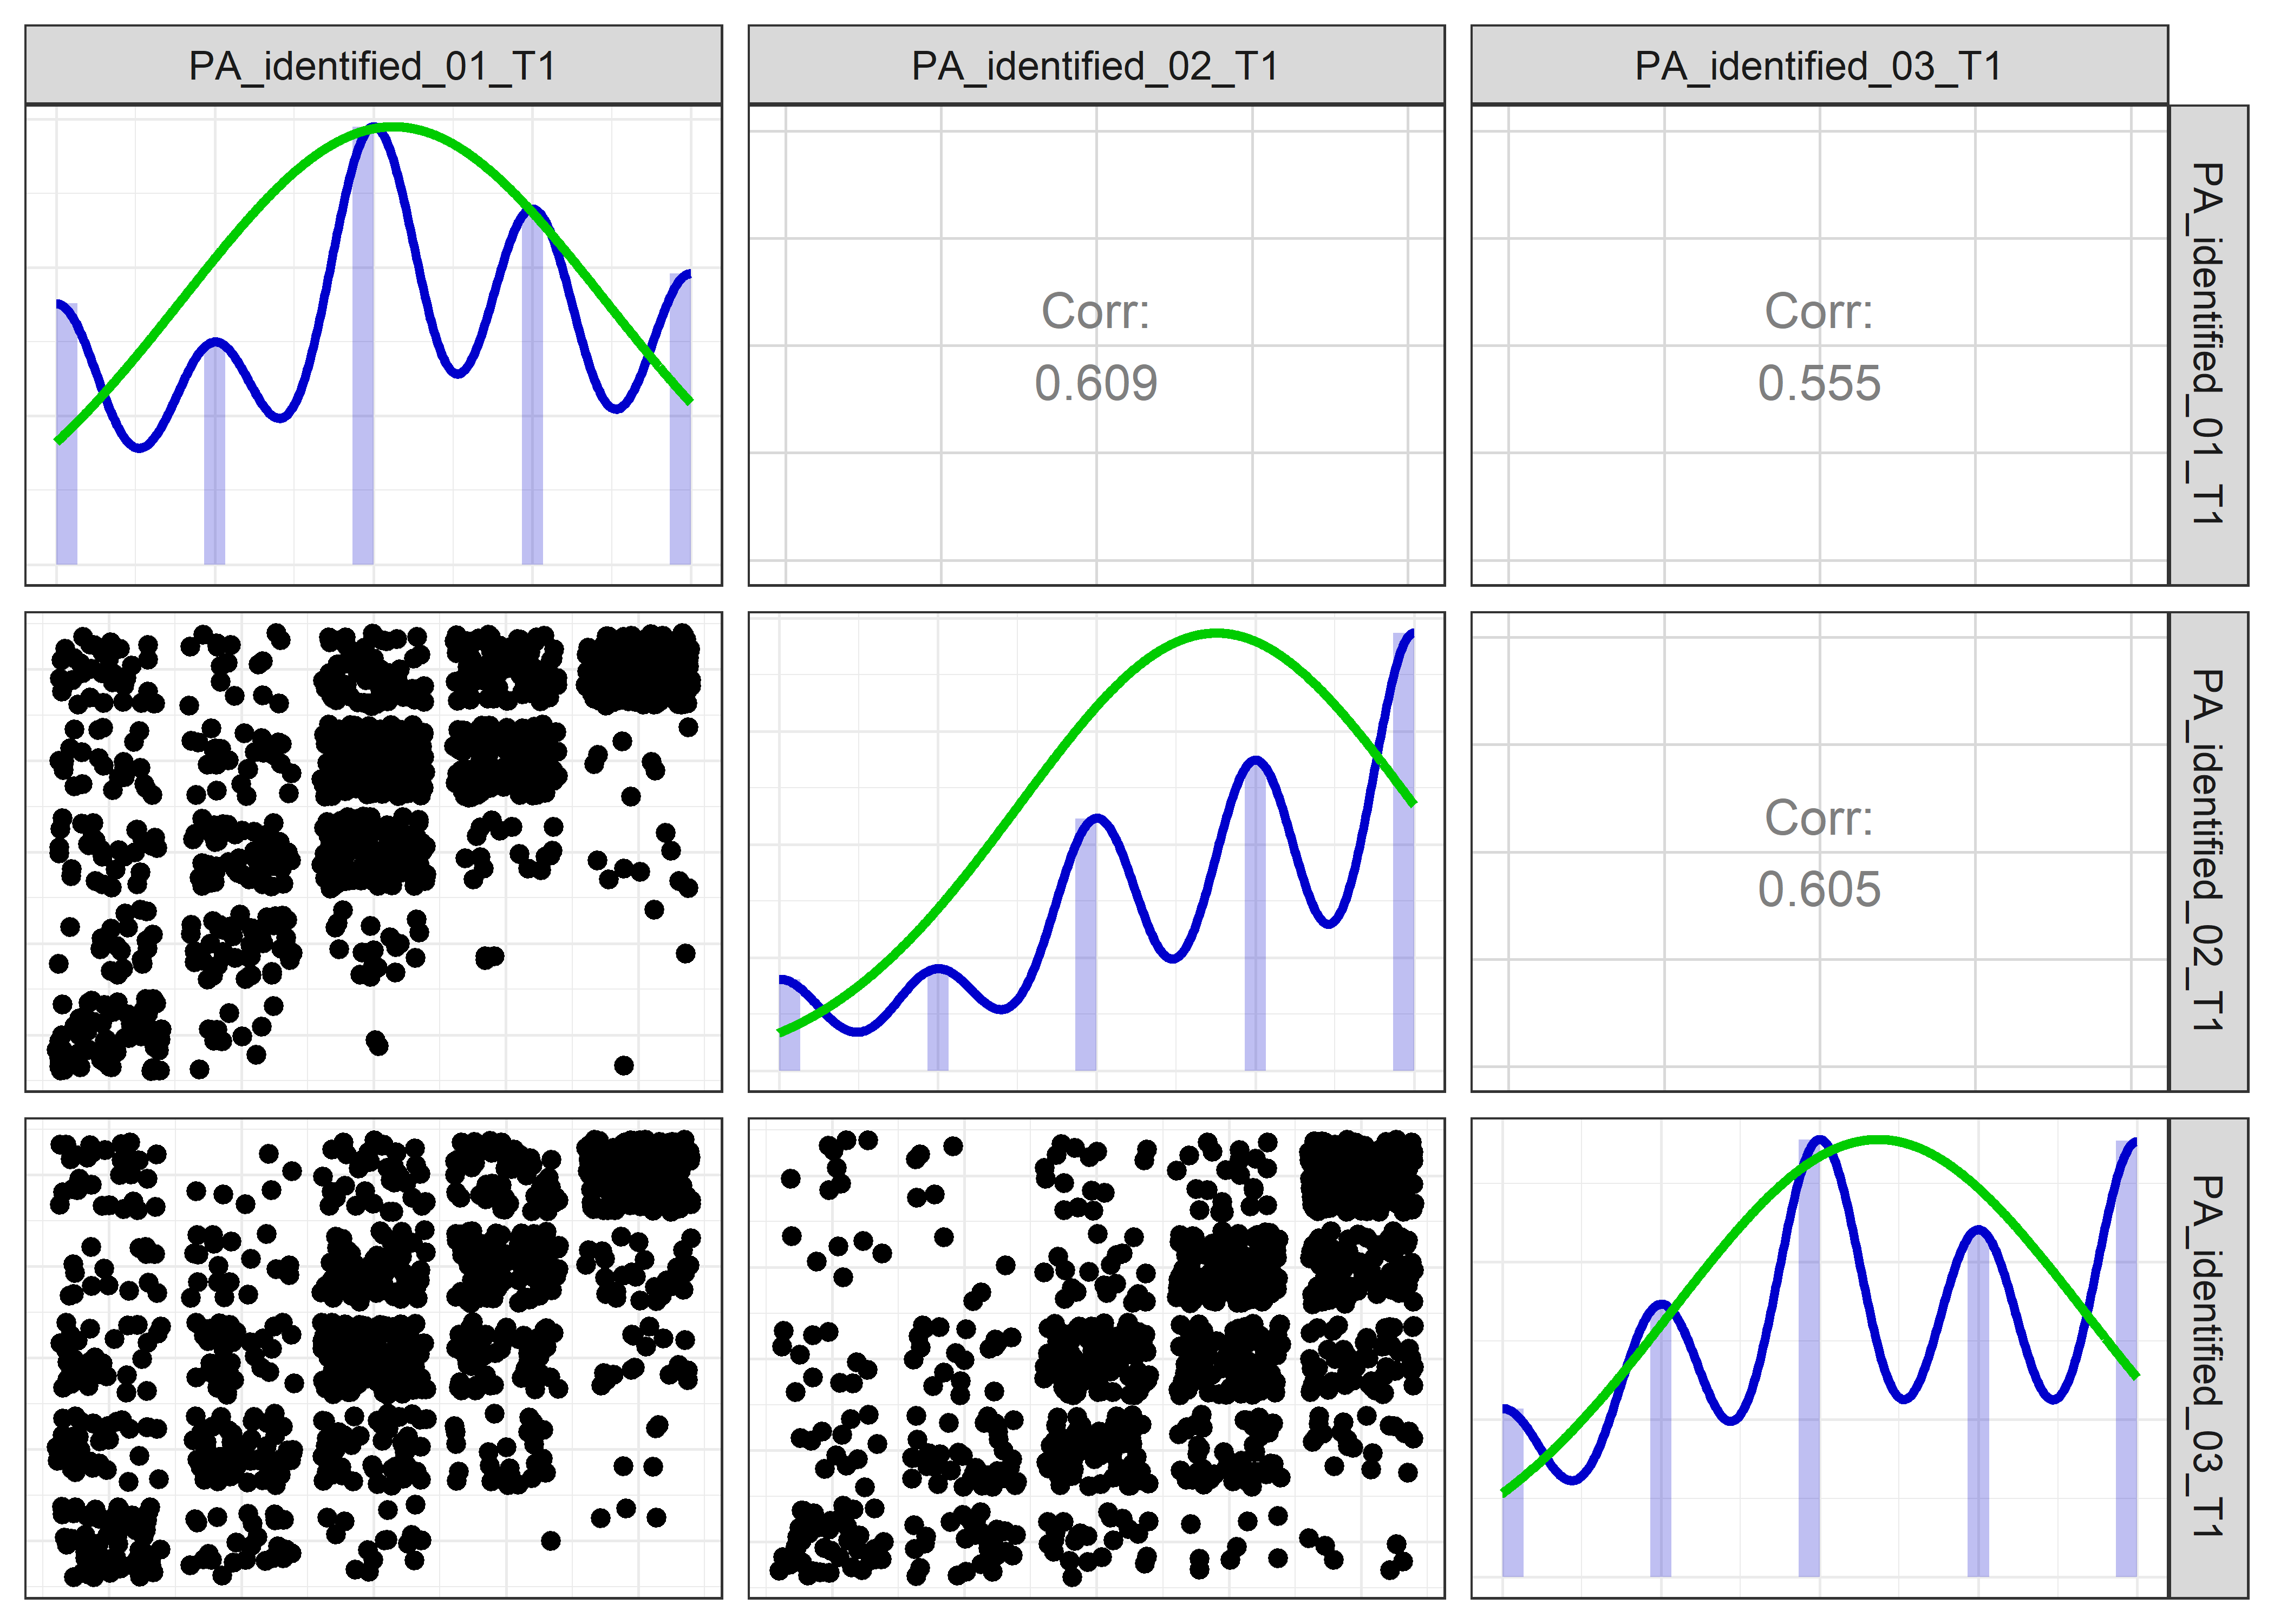 PA_identified_01_T1
PA_identified_02_T1
PA_identified_03_T1
Corr:
0.609
Corr:
0.555
PA_identified_01_T1
Corr:
0.605
PA_identified_02_T1
PA_identified_03_T1